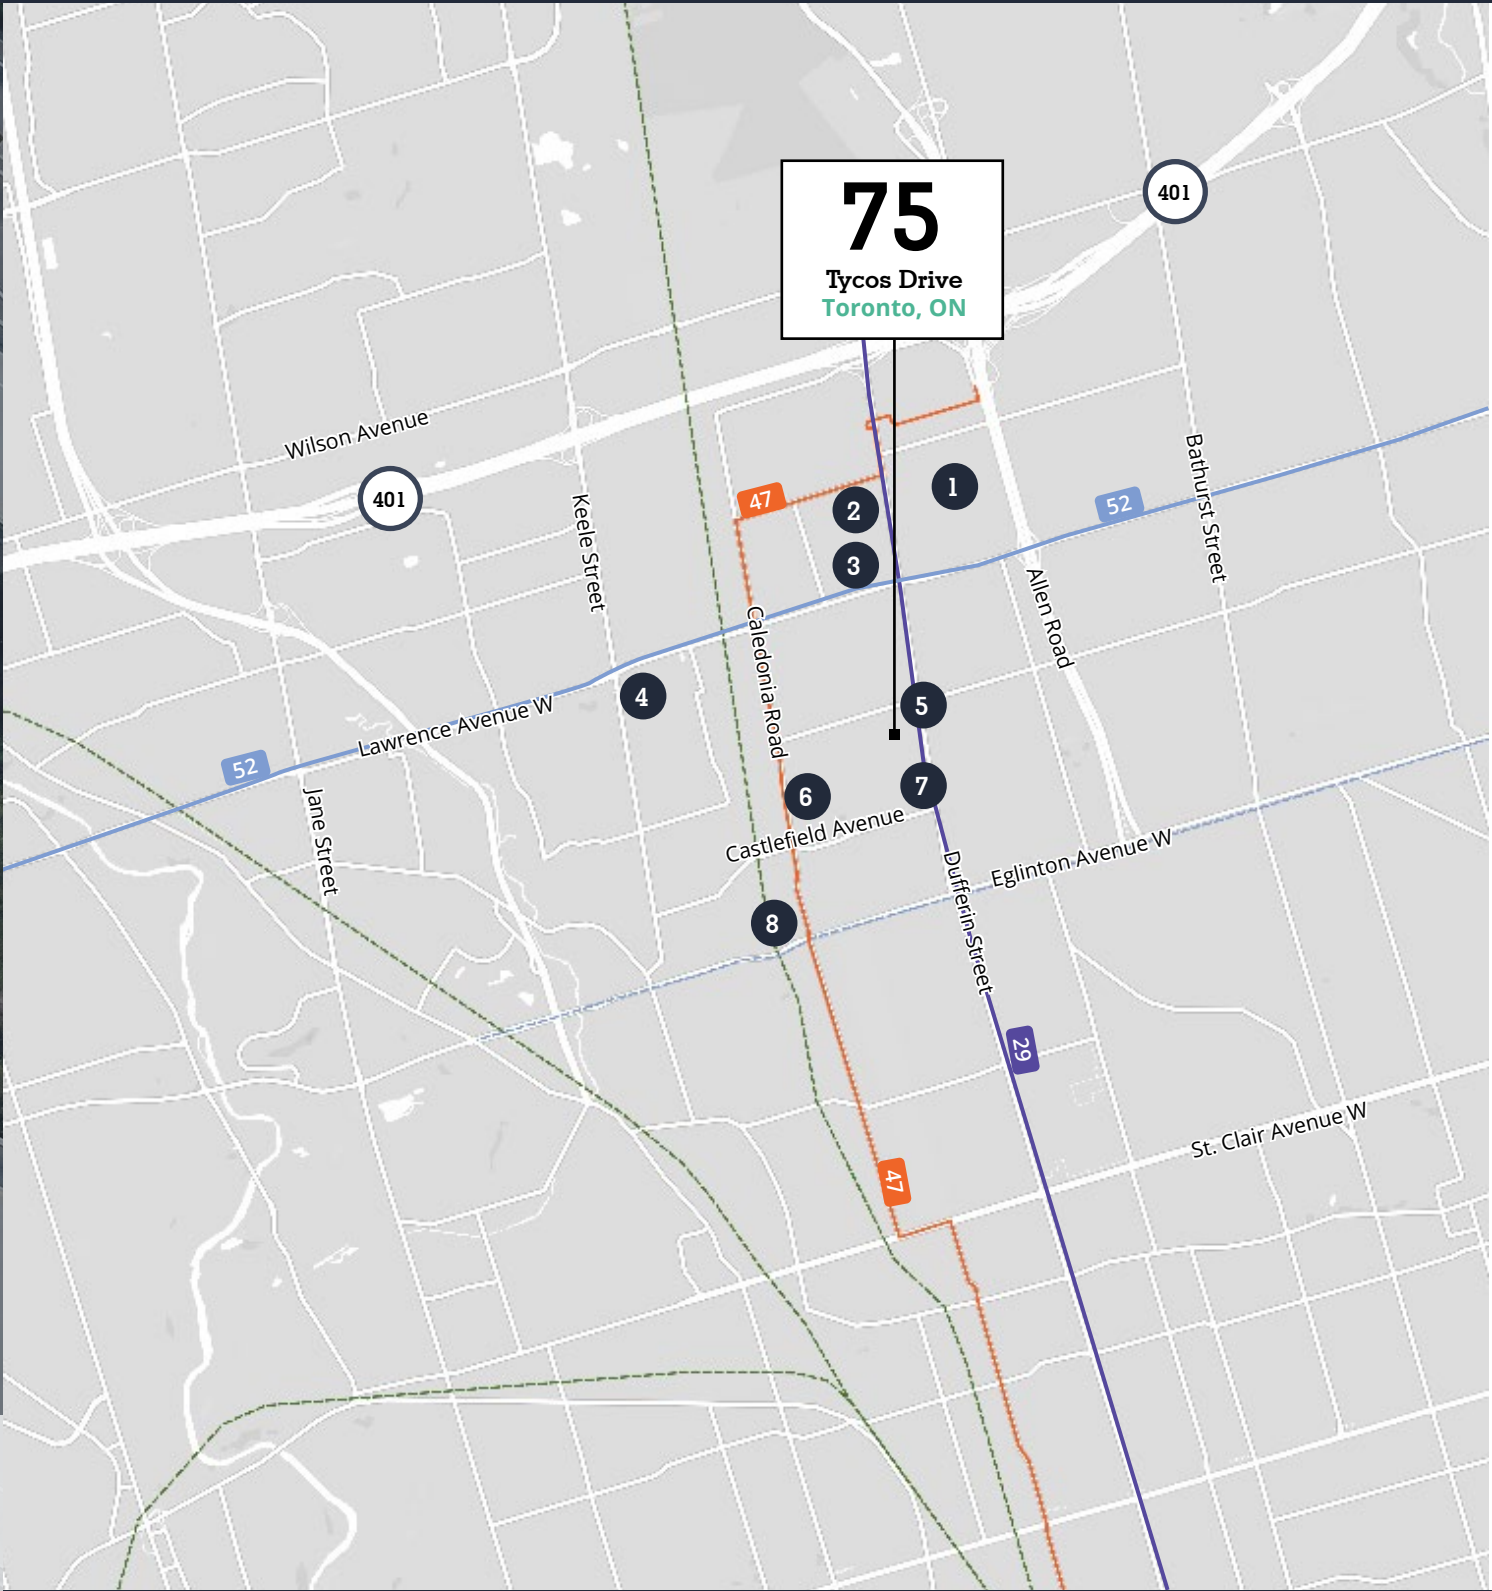 401
75
Tycos Drive
Toronto, ON
Wilson Avenue
401
47
1
2
52
Bathurst Street
Keele Street
3
Allen Road
Caledonia Road
4
5
Lawrence Avenue W
52
7
6
Jane Street
Castlefield Avenue
Eglinton Avenue W
Dufferin Street
8
29
St. Clair Avenue W
47